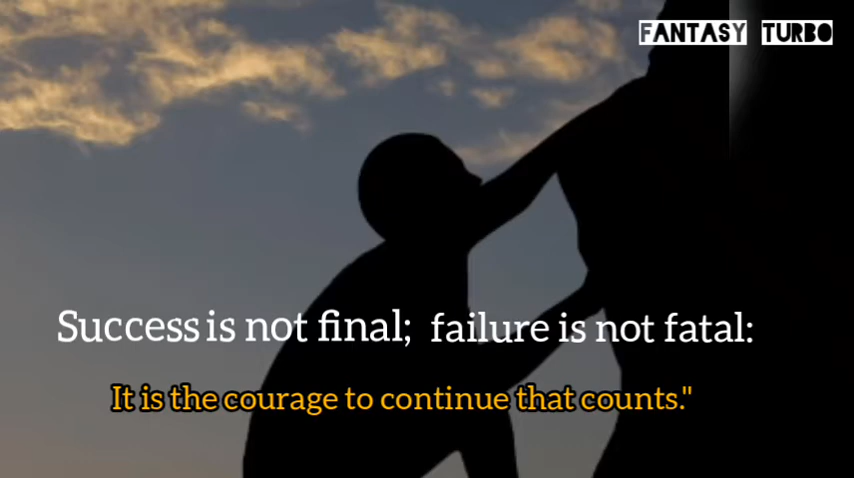 FANTASY TURBO
Success is not final; failure is not fatal:
It is the courage to continue that counts."